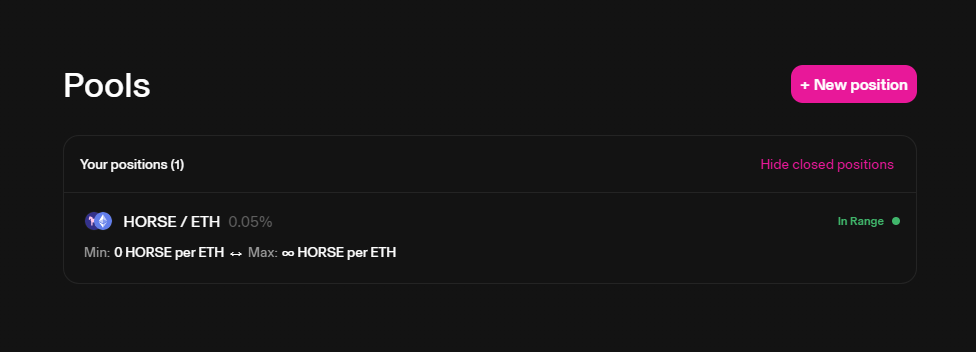 Pools
+ New position
Your positions (1)
Hide closed positions
HORSE / ETH 0.05%
In Range
Min: 0 HORSE per ETH ↔ Max: ∞ HORSE per ETH